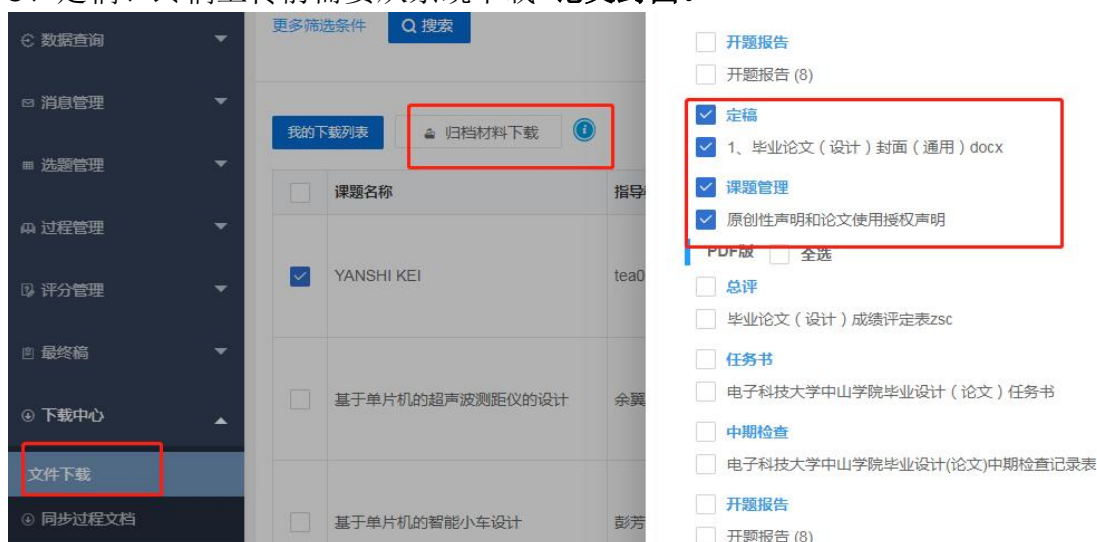 数据查询
消息管理
选题管理
过程管理
评分管理
最终稿
下载中心
文件下载
同步过程文档
更多筛选条件
搜索
我的下载列表
归档材料下载
课题名称
指导
YANSHI KEI
tea0
基于单片机的超声波测距仪的设计
余翼
基于单片机的智能小车设计
彭芳
开题报告
开题报告 (8)
定稿
1、毕业论文（设计）封面（通用）docx
课题管理
原创性声明和论文使用授权声明
PDF版 全选
总评
毕业论文（设计）成绩评定表zsc
任务书
电子科技大学中山学院毕业设计（论文）任务书
中期检查
电子科技大学中山学院毕业设计(论文)中期检查记录表
开题报告
开题报告 (8)